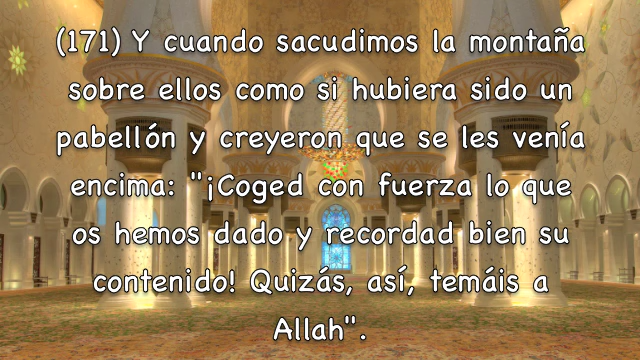 (171) Y cuando sacudimos la montaña
sobre ellos como si hubiera sido un
pabellón y creyeron que se les venía
encima: "¡Coged con fuerza lo que
os hemos dado y recordad bien su
contenido! Quizás, así, temáis a
Allah".